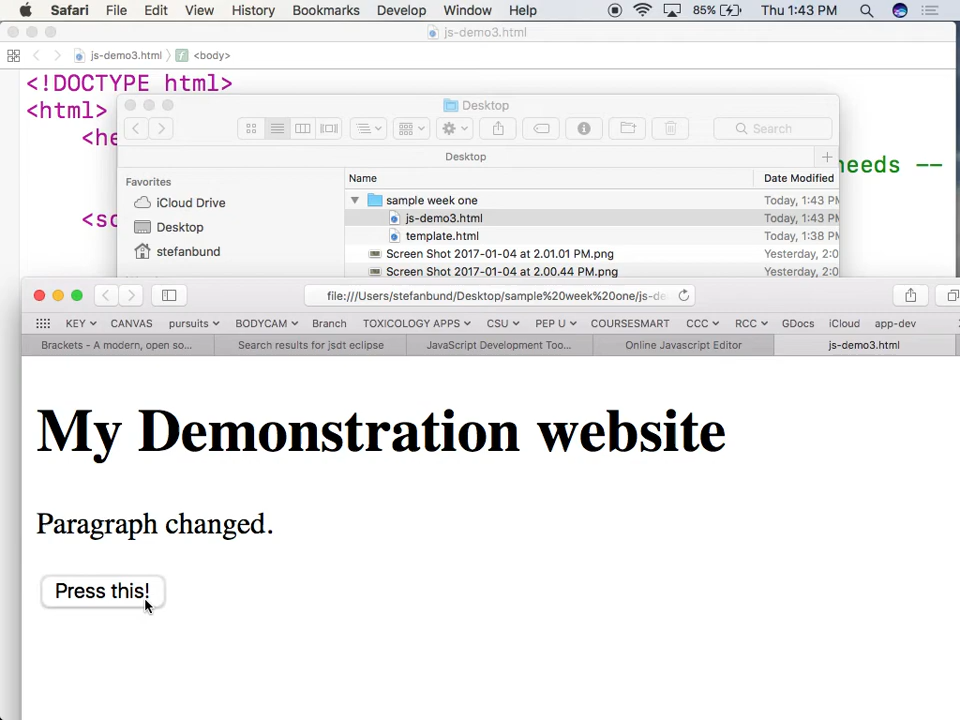 Safari File Edit View History Bookmarks Develop Window Help 85% Thu 1:43 PM
js-demo3.html
js-demo3.html <body>
<!DOCTYPE html>
<html>
Desktop
<he
Search
Desktop
needs --
Favorites
Name Date Modified
iCloud Drive
sample week one Today, 1:43 P
<sc
js-demo3.html Today, 1:43 P
Desktop
template.html Today, 1:38 P
stefanbund
Screen Shot 2017-01-04 at 2.01.01 PM.png Yesterday, 2:0
Screen Shot 2017-01-04 at 2.00.44 PM.png Yesterday, 2:0
file:///Users/stefanbund/Desktop/sample%20week%20one/js-de
KEY CANVAS pursuits BODYCAM Branch TOXICOLOGY APPS CSU PEP U COURSESMART CCC RCC GDocs iCloud app-dev
Brackets - A modern, open so... Search results for jsdt eclipse JavaScript Development Too... Online Javascript Editor js-demo3.html
My Demonstration website
Paragraph changed.
Press this!